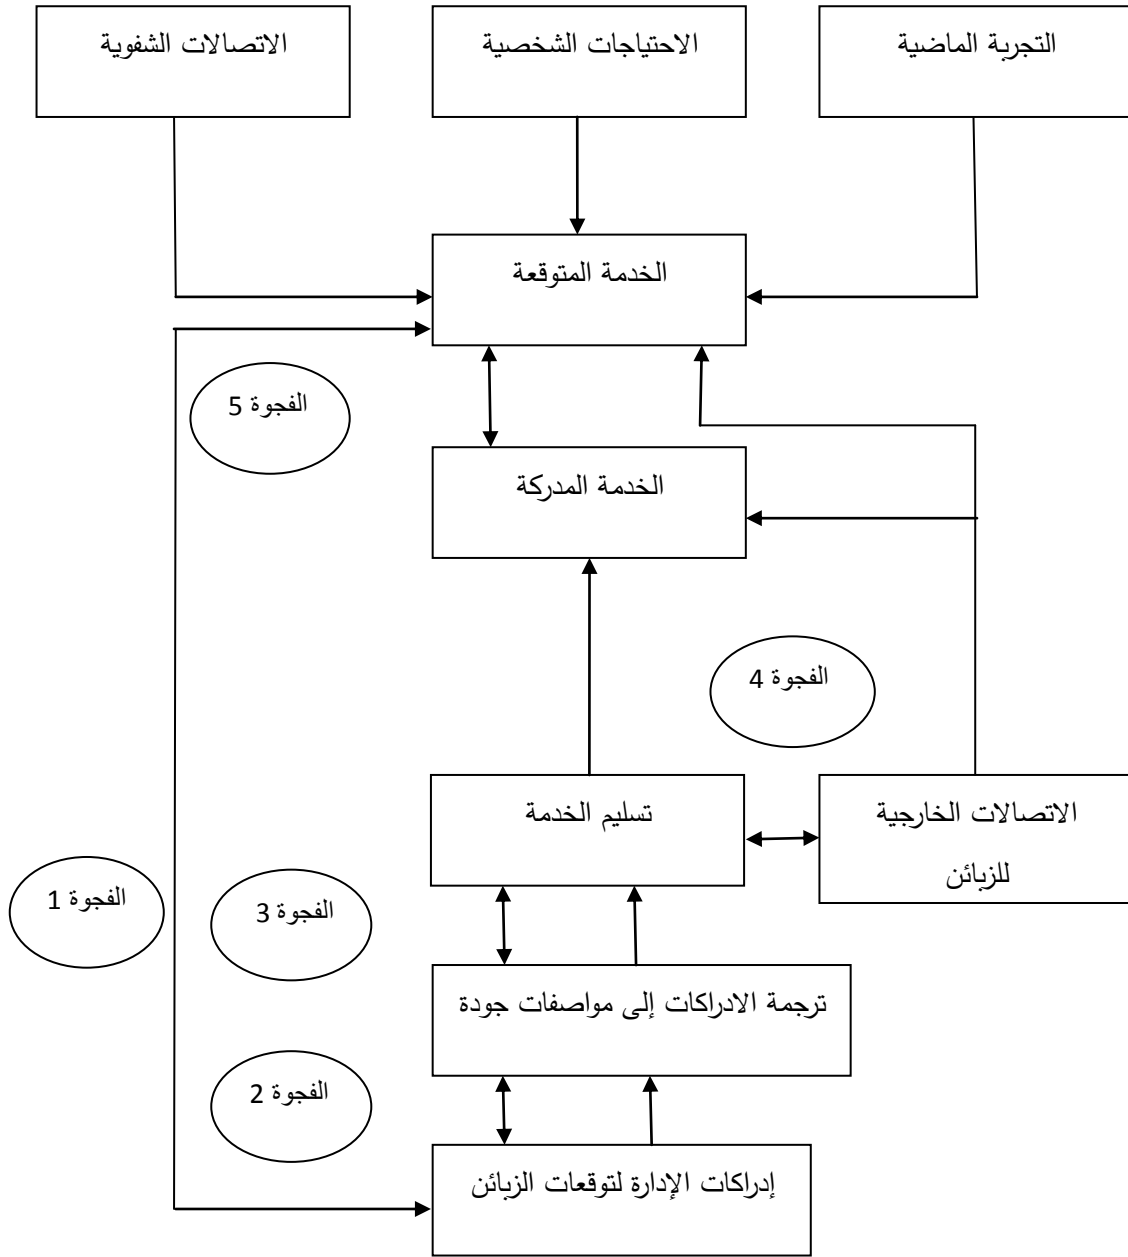 التجربة الماضية
الاحتياجات الشخصية
الاتصالات الشفوية
الخدمة المتوقعة
الفجوة 5
الخدمة المدركة
الفجوة 4
الاتصالات الخارجية
للزبائن
تسليم الخدمة
الفجوة 3
الفجوة 1
ترجمة الادراكات إلى مواصفات جودة
الفجوة 2
إدراكات الإدارة لتوقعات الزبائن